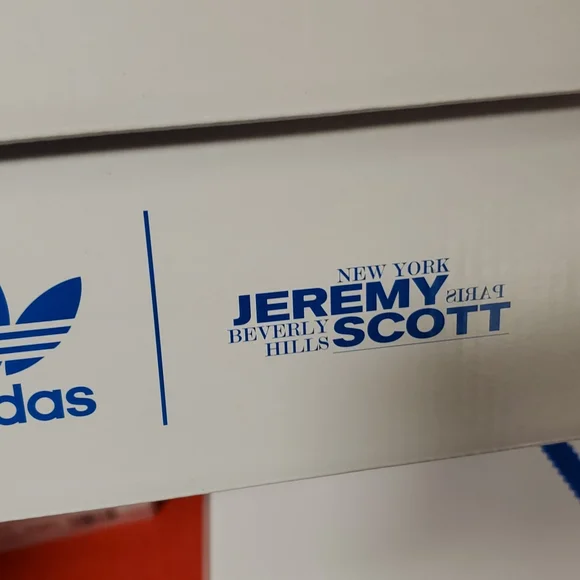 NEW YORK
JEREMY PARIS
BEVERLY SCOTT
HILLS
das